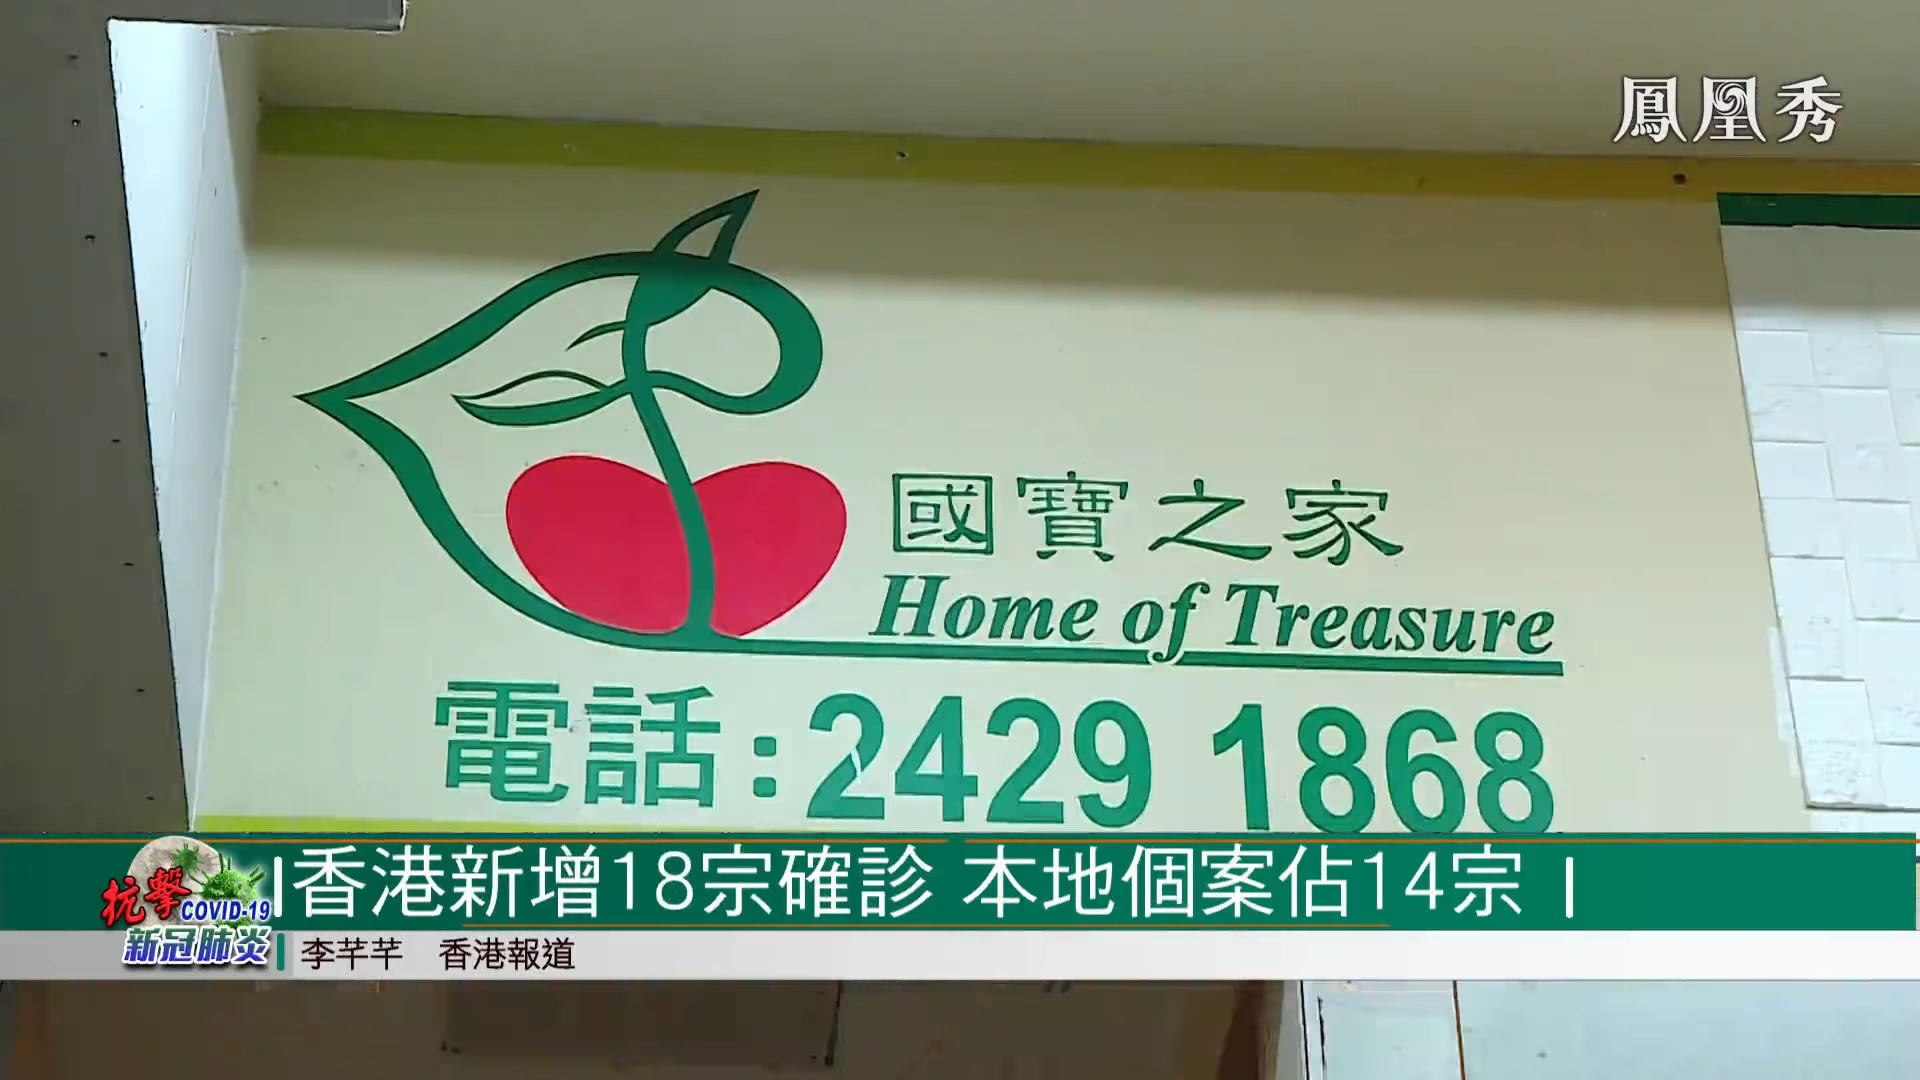 鳳凰秀
國寶之家
Home of Treasure
電話:2429 1868
抗擊
COVID-19
新冠肺炎
香港新增18宗確診 本地個案佔14宗
李芊芊 香港報道